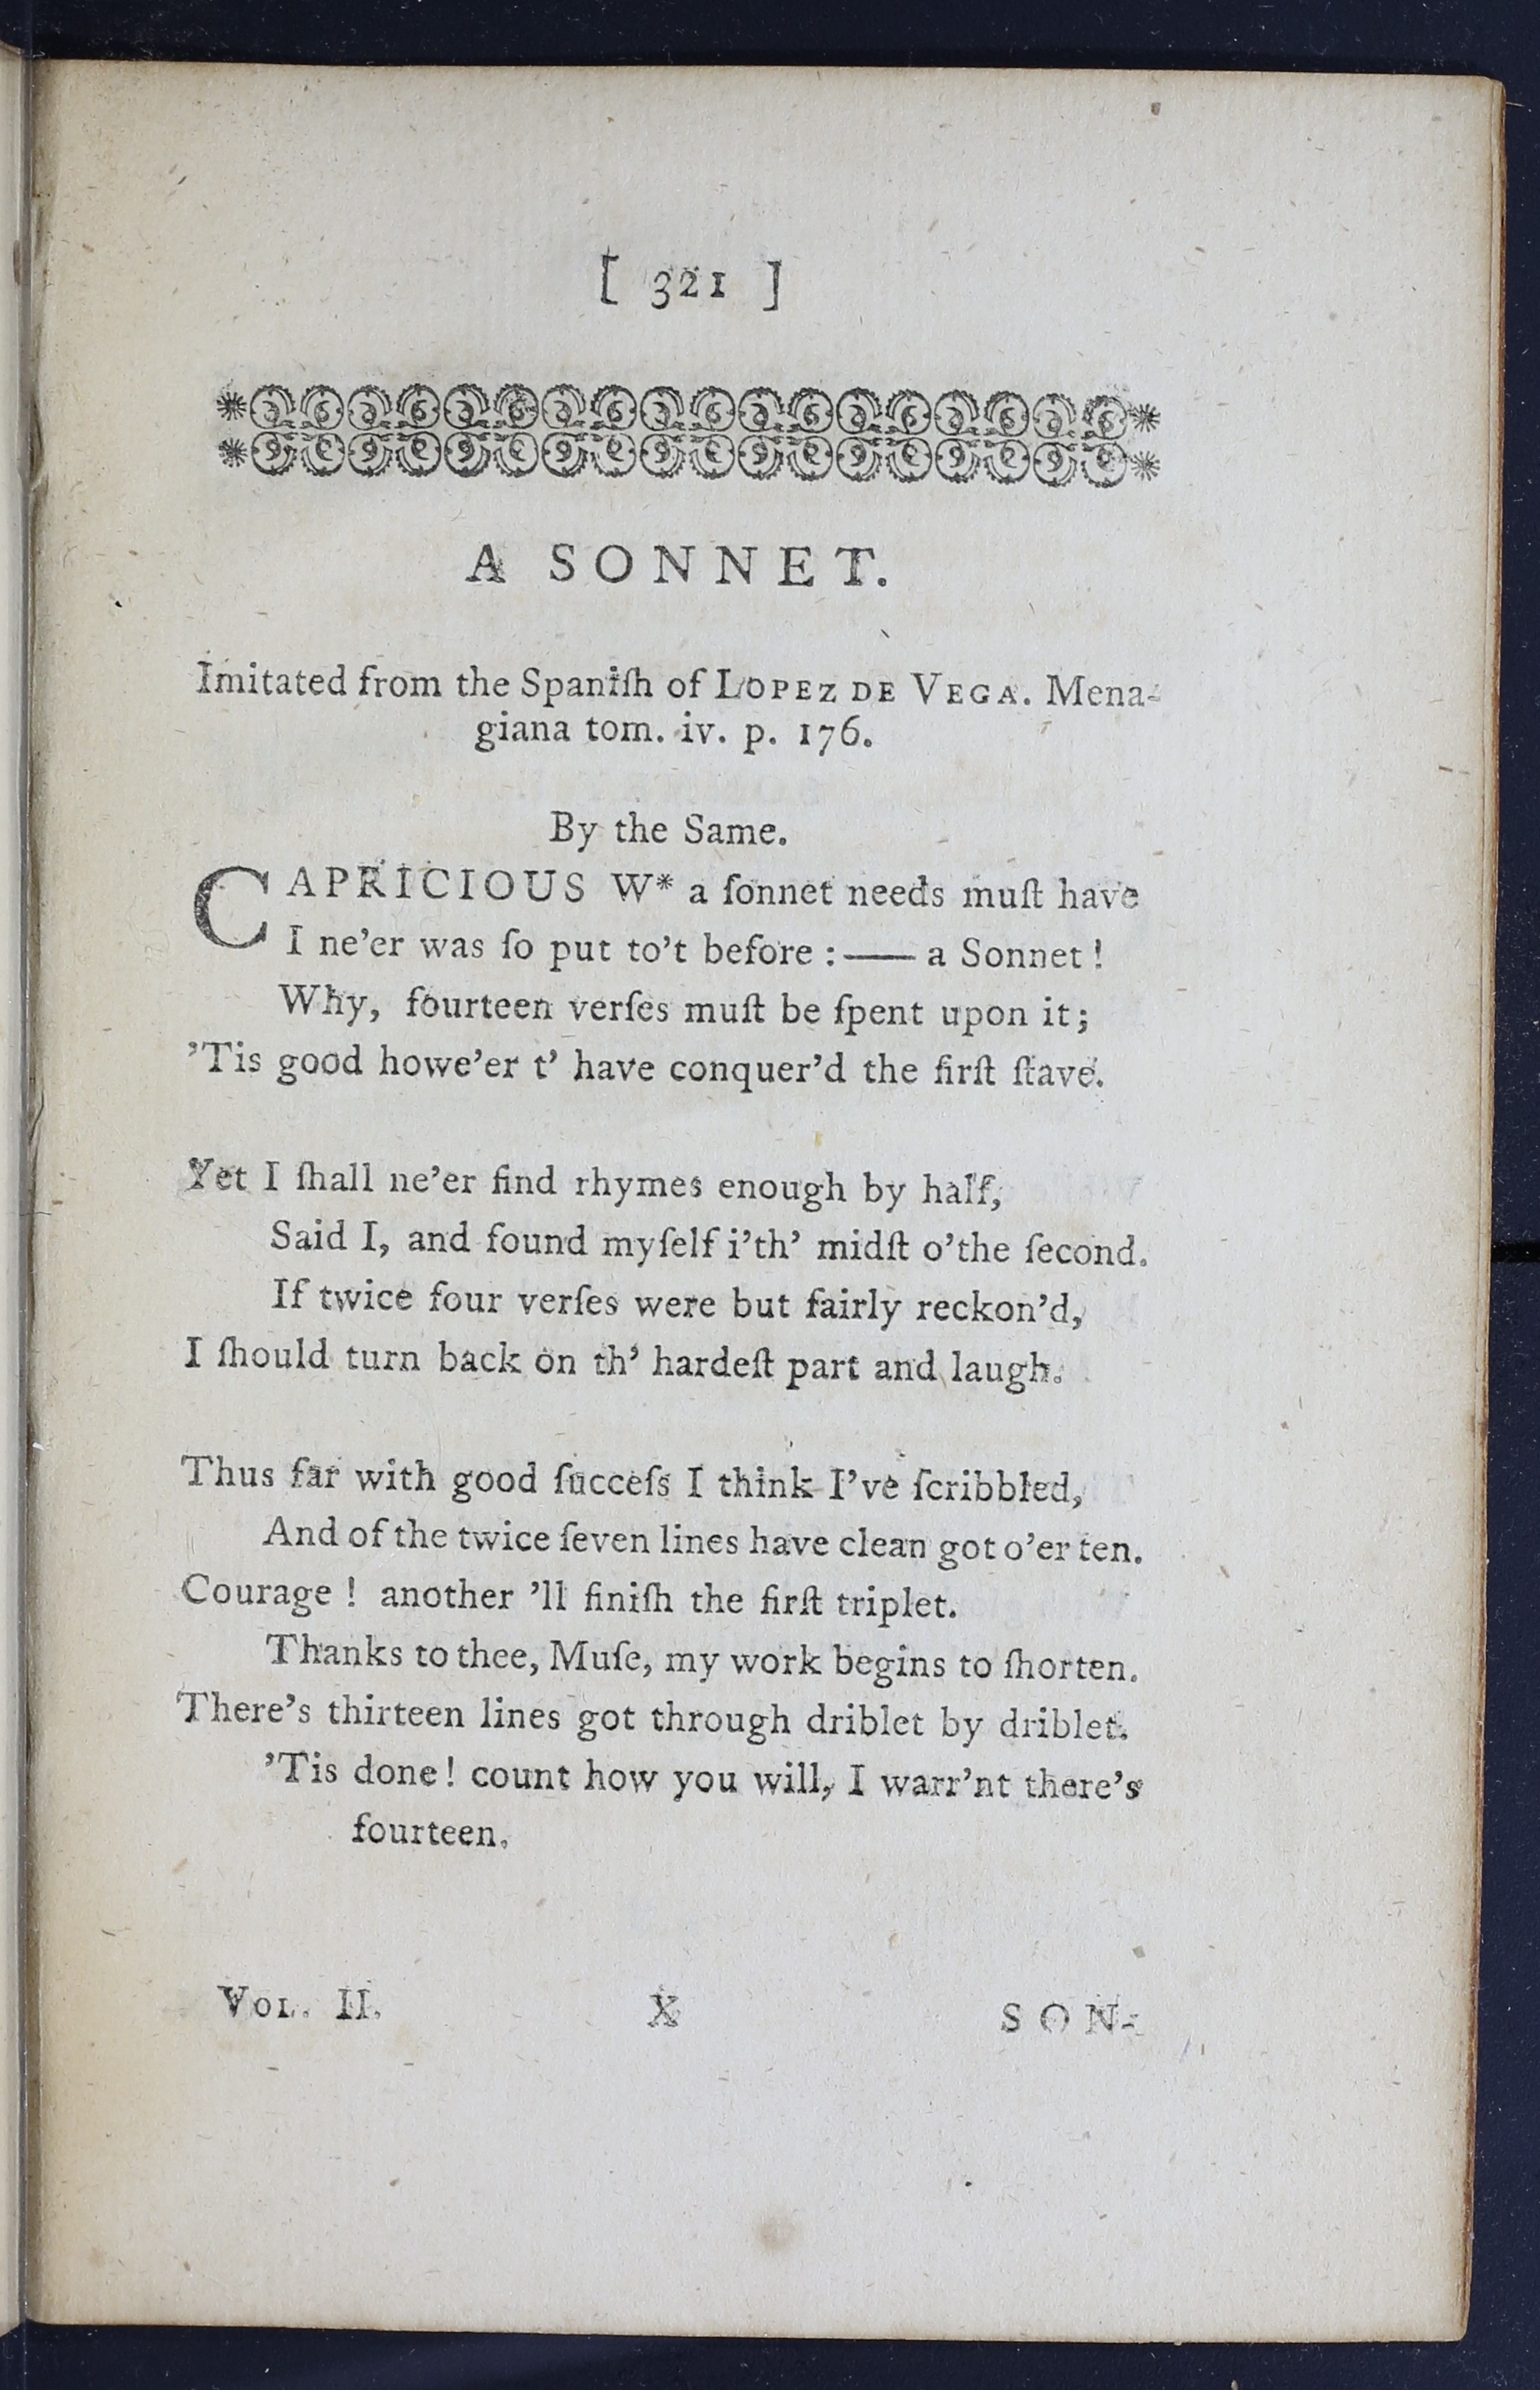 [ 321 ]
A SONNET.
Imitated from the Spaniſh of LOPEZ DE VEGA. Mena-
giana tom. iv. p. 176.
By the Same.
CAPRICIOUS W* a ſonnet needs muſt have
I ne'er was ſo put to't before :—— a Sonnet !
Why, fourteen verſes muſt be ſpent upon it;
'Tis good howe'er t' have conquer'd the firſt ſtave.
Yet I ſhall ne'er find rhymes enough by half,
Said I, and found myſelf i'th' midſt o'the ſecond.
If twice four verſes were but fairly reckon'd,
I ſhould turn back on th' hardeſt part and laugh.
Thus far with good ſucceſs I think I've ſcribbled,
And of the twice ſeven lines have clean got o'er ten.
Courage ! another 'll finiſh the firſt triplet.
Thanks to thee, Muſe, my work begins to ſhorten.
There's thirteen lines got through driblet by driblet.
'Tis done! count how you will, I warr'nt there's
fourteen.
VOL. II. X SON-